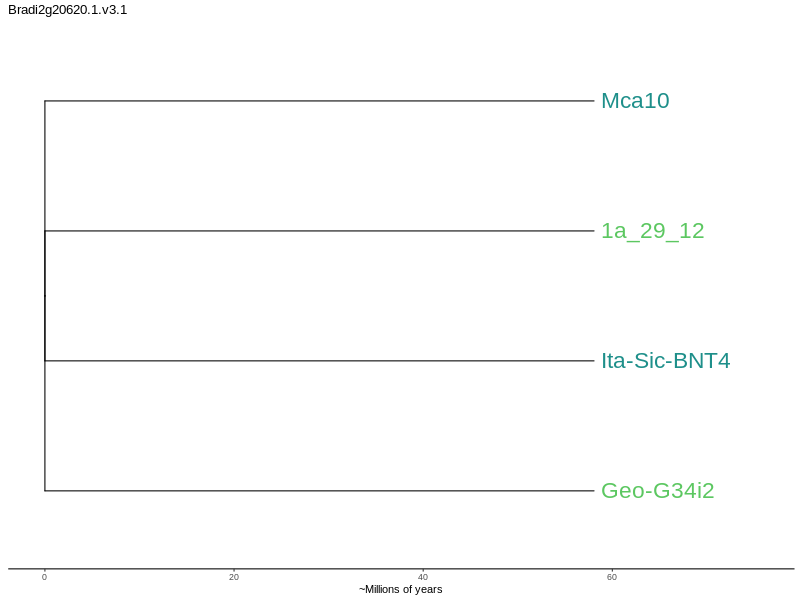 Bradi2g20620.1.v3.1
Mca10
1a_29_12
Ita-Sic-BNT4
Geo-G34i2
0 20 40 60
~Millions of years